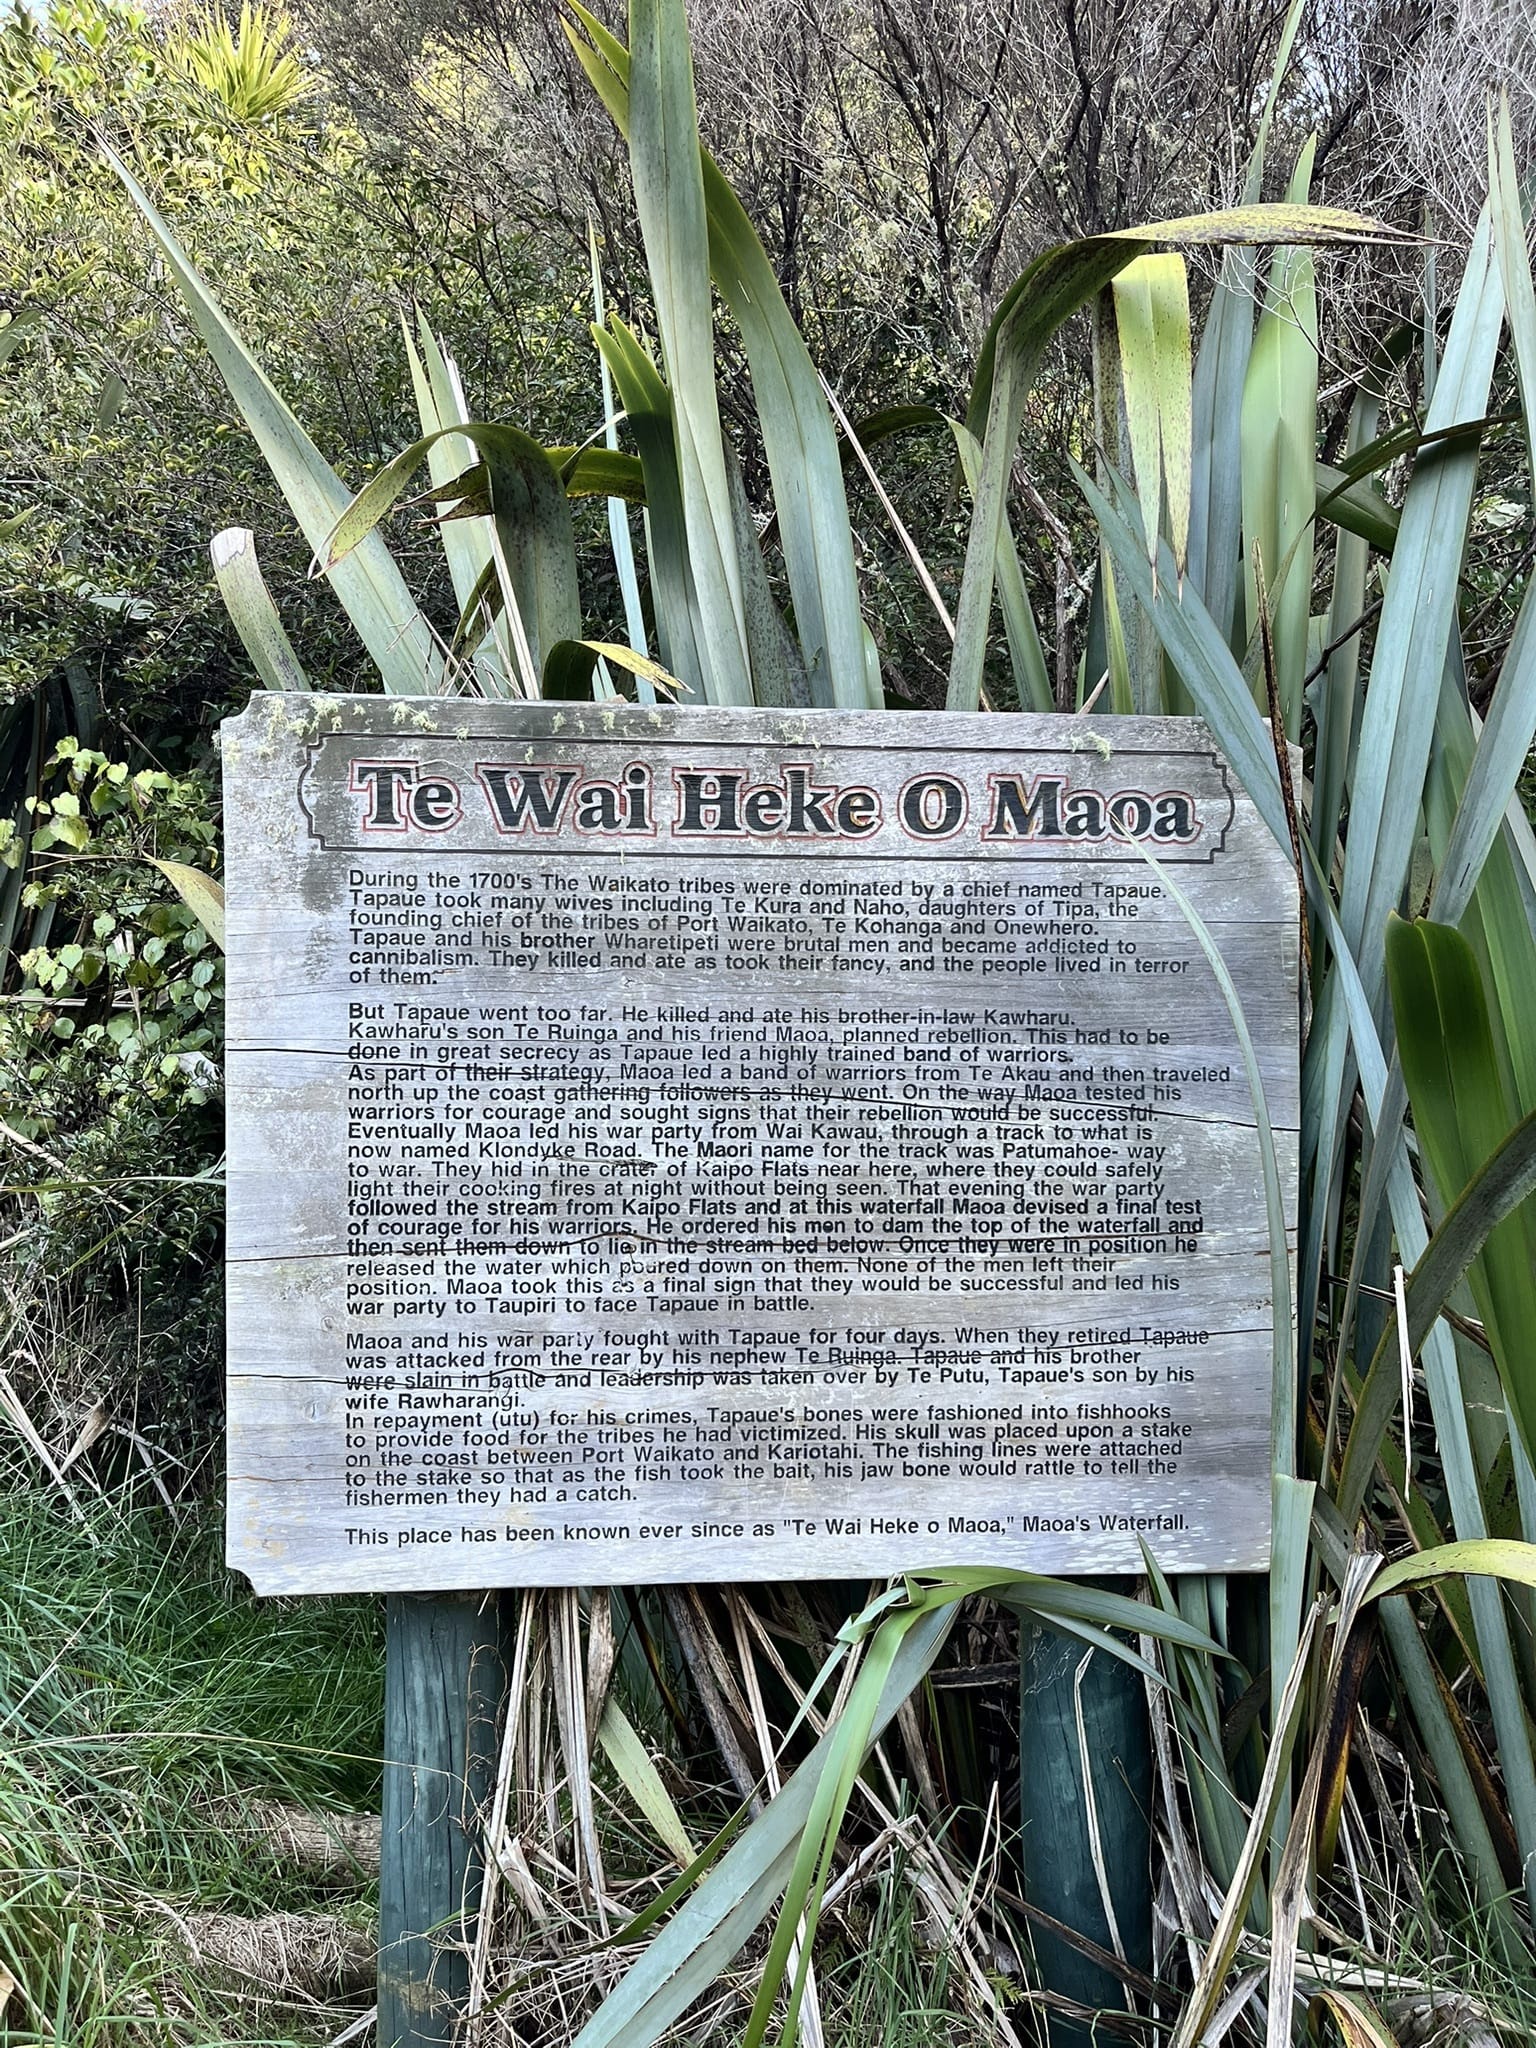 Te Wai Heke O Maoa
During the 1700's The Waikato tribes were dominated by a chief named Tapaue.
Tapaue took many wives including Te Kura and Naho, daughters of Tipa, the
founding chief of the tribes of Port Waikato, Te Kohanga and Onewhero.
Tapaue and his brother Wharetipeti were brutal men and became addicted to
cannibalism. They killed and ate as took their fancy, and the people lived in terror
of them.
But Tapaue went too far. He killed and ate his brother-in-law Kawharu.
Kawharu's son Te Ruinga and his friend Maoa, planned rebellion. This had to be
done in great secrecy as Tapaue led a highly trained band of warriors.
As part of their strategy, Maoa led a band of warriors from Te Akau and then traveled
north up the coast gathering followers as they went. On the way Maoa tested his
warriors for courage and sought signs that their rebellion would be successful.
Eventually Maoa led his war party from Wai Kawau, through a track to what is
now named Klondyke Road. The Maori name for the track was Patumahoe- way
to war. They hid in the crater of Kaipo Flats near here, where they could safely
light their cooking fires at night without being seen. That evening the war party
followed the stream from Kaipo Flats and at this waterfall Maoa devised a final test
of courage for his warriors. He ordered his men to dam the top of the waterfall and
then sent them down to lie in the stream bed below. Once they were in position he
released the water which poured down on them. None of the men left their
position. Maoa took this as a final sign that they would be successful and led his
war party to Taupiri to face Tapaue in battle.
Maoa and his war party fought with Tapaue for four days. When they retired Tapaue
was attacked from the rear by his nephew Te Ruinga. Tapaue and his brother
were slain in battle and leadership was taken over by Te Putu, Tapaue's son by his
wife Rawharangi.
In repayment (utu) for his crimes, Tapaue's bones were fashioned into fishhooks
to provide food for the tribes he had victimized. His skull was placed upon a stake
on the coast between Port Waikato and Kariotahi. The fishing lines were attached
to the stake so that as the fish took the bait, his jaw bone would rattle to tell the
fishermen they had a catch.
This place has been known ever since as "Te Wai Heke o Maoa," Maoa's Waterfall.